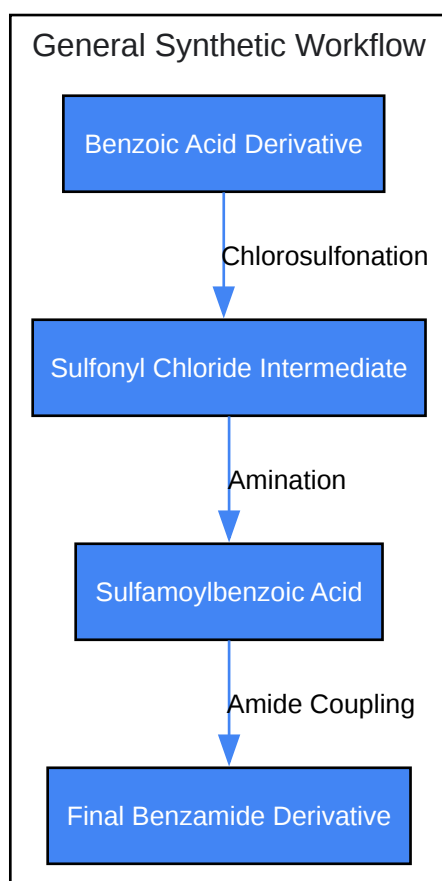 General Synthetic Workflow
Benzoic Acid Derivative
Chlorosulfonation
Sulfonyl Chloride Intermediate
Amination
Sulfamoylbenzoic Acid
Amide Coupling
Final Benzamide Derivative